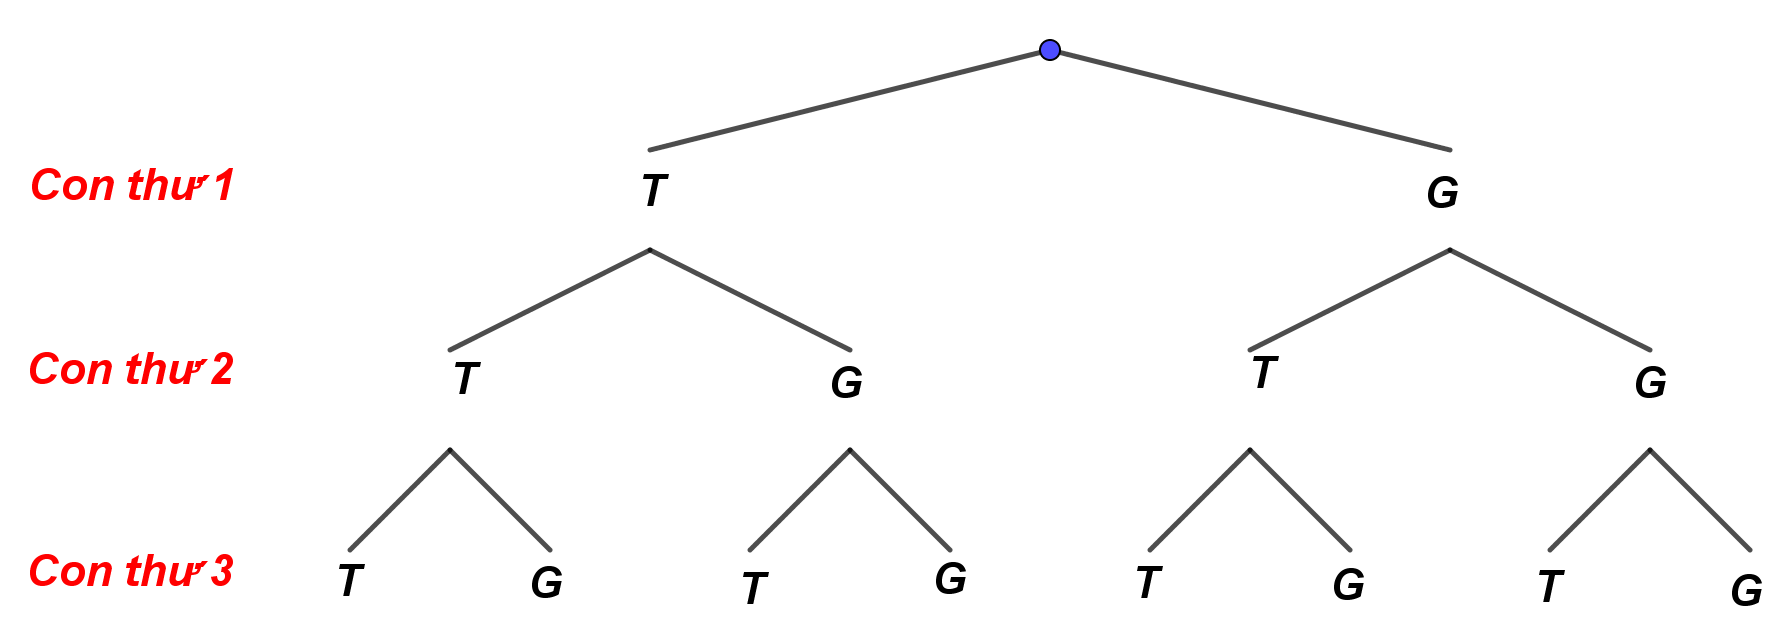 Con thứ 1
T G
Con thứ 2
T G T G
Con thứ 3
T G T G T G T G